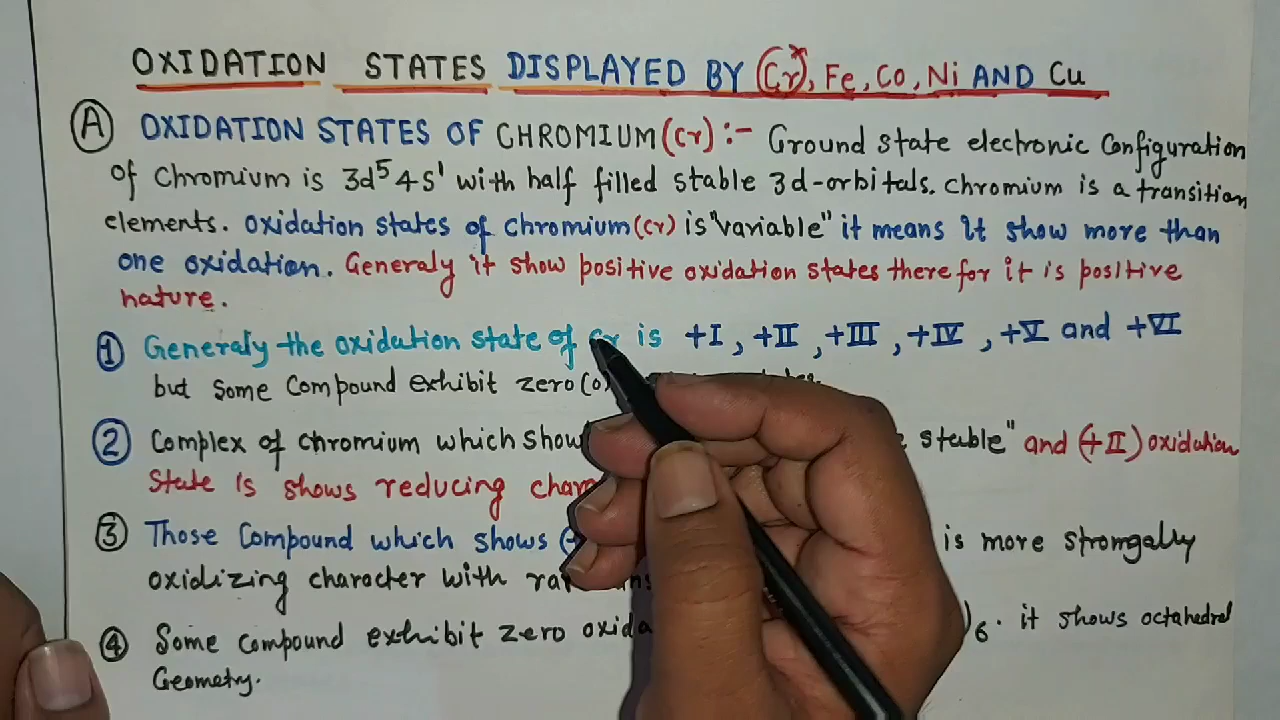 OXIDATION STATES DISPLAYED BY (Cr)*, Fe, Co, Ni AND Cu
(A) OXIDATION STATES OF CHROMIUM (Cr) :- Ground state electronic Configuration
of Chromium is 3d⁵4s¹ with half filled stable 3d-orbitals. Chromium is a transition
elements. Oxidation states of chromium (cr) is "variable" it means It show more than
one oxidation. Generaly it show positive oxidation states there for it is positive
nature.
① Generaly the oxidation state of Cr is +I, +II, +III, +IV, +V and +VI
but Some Compound exhibit zero (0)
② Complex of chromium which show stable" and (+II) oxidation
State is shows reducing char
③ Those Compound which shows ( is more strongally
oxidizing character with
④ Some compound exhibit zero oxida )6. it shows octahedral
Geometry.